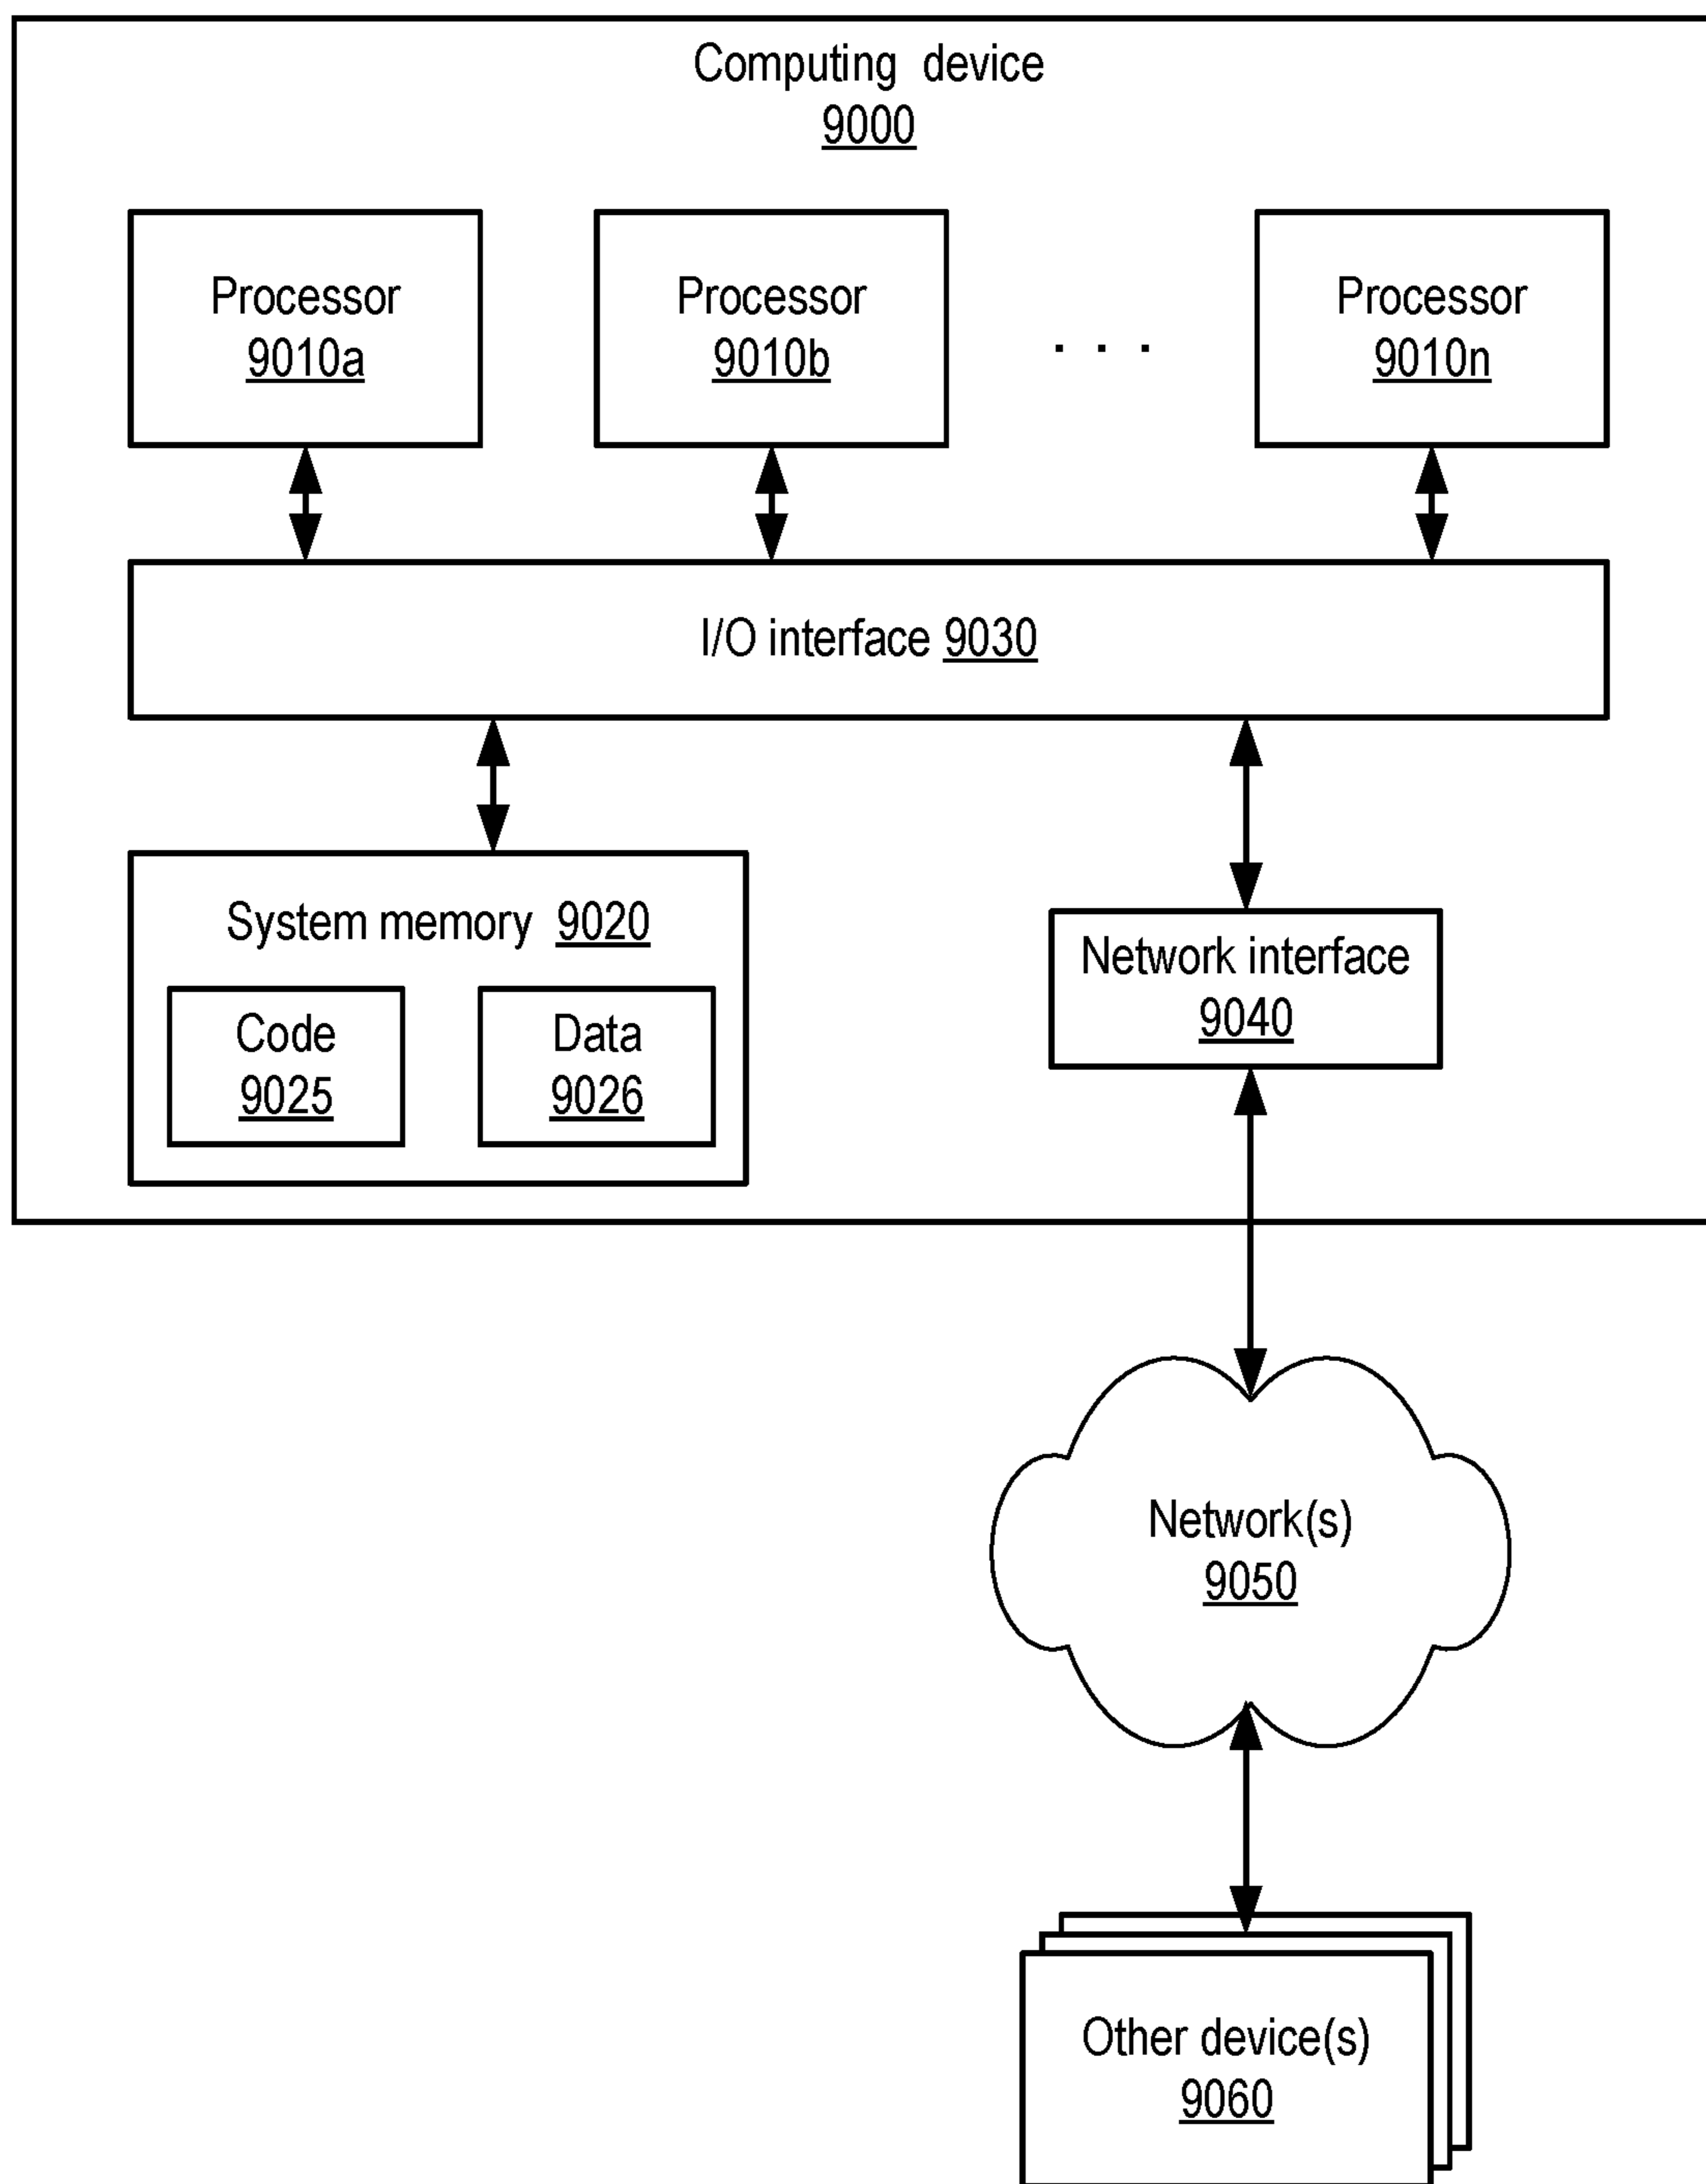 Computing device
9000
Processor
9010a
Processor
9010b
. . .
Processor
9010n
I/O interface 9030
System memory 9020
Code
9025
Data
9026
Network interface
9040
Network(s)
9050
Other device(s)
9060